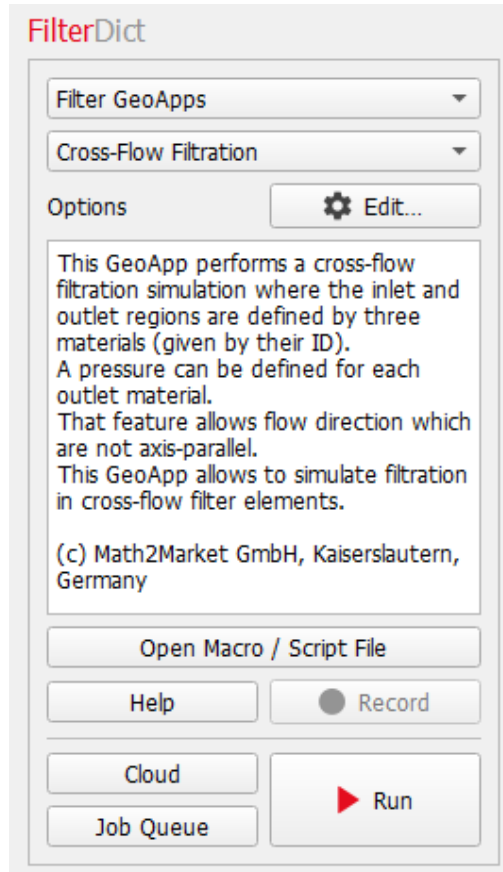 FilterDict
Filter GeoApps
Cross-Flow Filtration
Options
Edit...
This GeoApp performs a cross-flow
filtration simulation where the inlet and
outlet regions are defined by three
materials (given by their ID).
A pressure can be defined for each
outlet material.
That feature allows flow direction which
are not axis-parallel.
This GeoApp allows to simulate filtration
in cross-flow filter elements.
(c) Math2Market GmbH, Kaiserslautern,
Germany
Open Macro / Script File
Help
Record
Cloud
Job Queue
Run